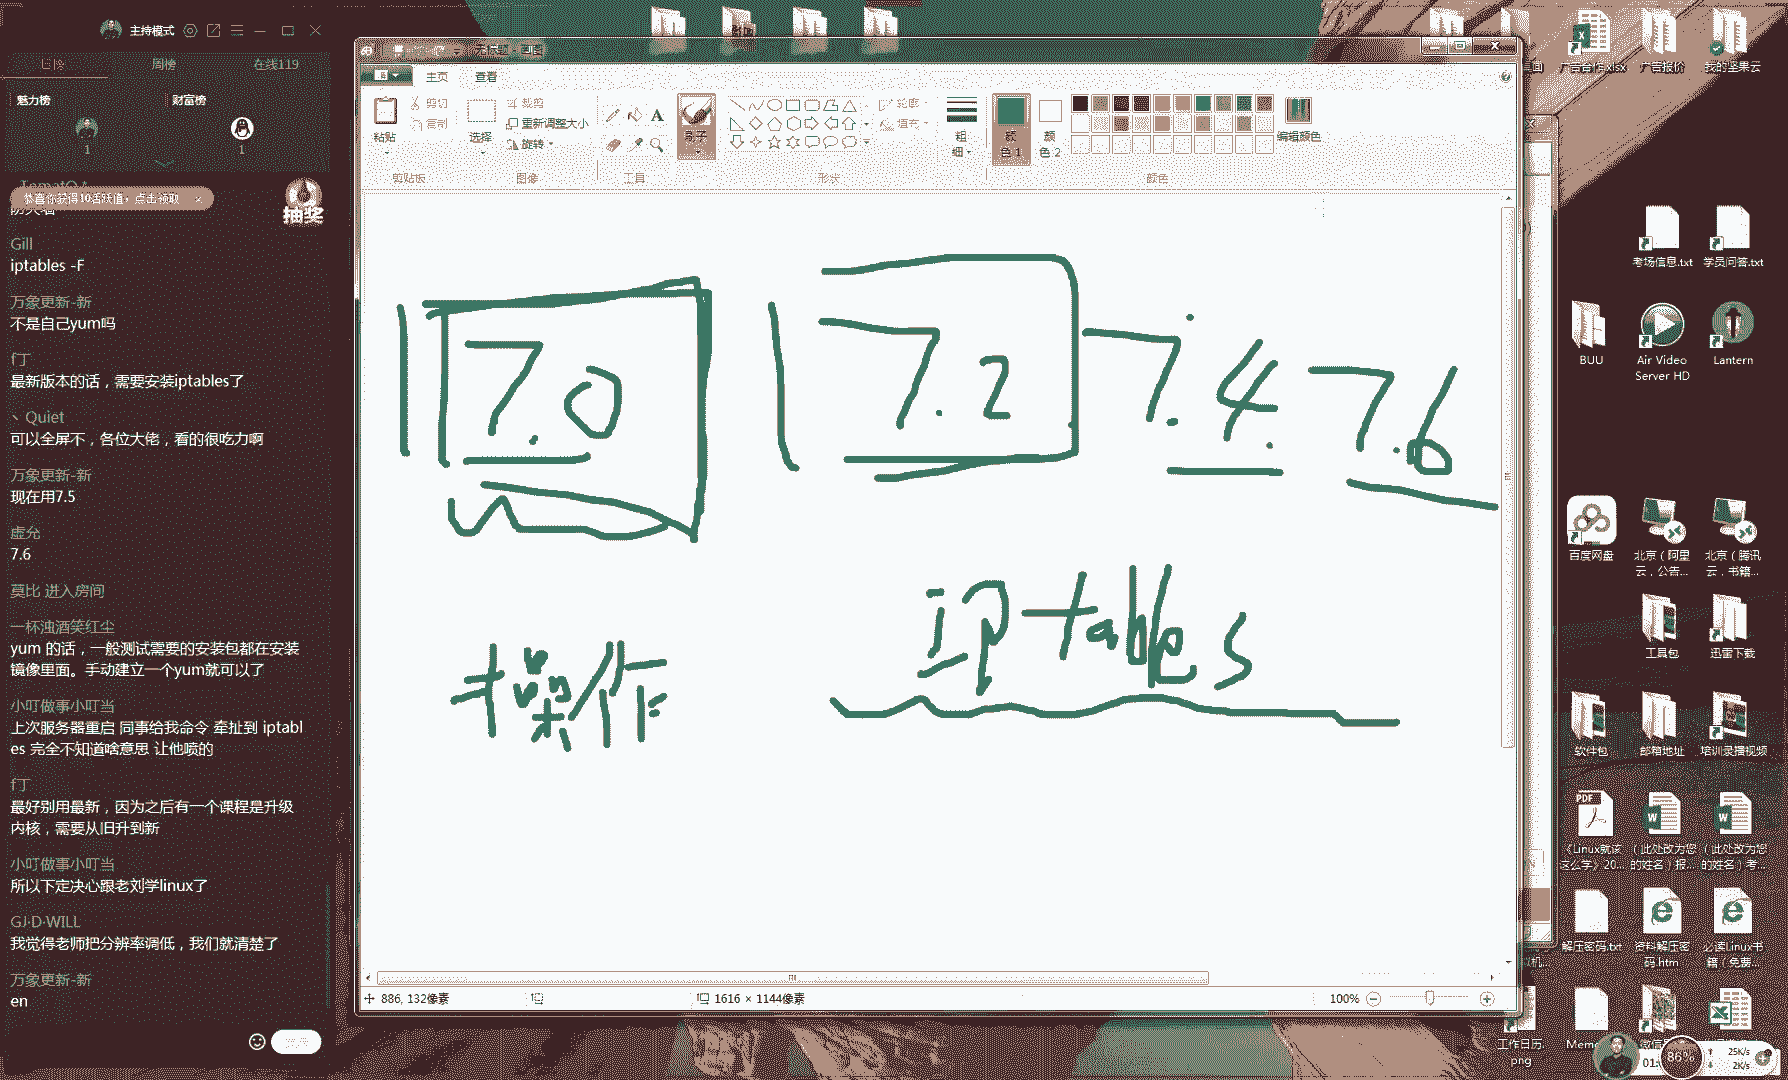 主持模式
周榜
在线119
魅力榜
财富榜
1
1
恭喜你获得10活跃值，点击领取
抽奖
Gill
iptables -F
万象更新-新
不是自己yum吗
f丁
最新版本的话，需要安装iptables了
丶 Quiet
可以全屏不，各位大佬，看的很吃力啊
万象更新-新
现在用7.5
虚允
7.6
莫比 进入房间
一杯浊酒笑红尘
yum 的话，一般测试需要的安装包都在安装
镜像里面。手动建立一个yum就可以了
小叮做事小叮当
上次服务器重启 同事给我命令 牵扯到 iptabl
es 完全不知道啥意思 让他喷的
f丁
最好别用最新，因为之后有一个课程是升级
内核，需要从旧升到新
小叮做事小叮当
所以下定决心跟老刘学linux了
GJ·D·WILL
我觉得老师把分辨率调低，我们就清楚了
万象更新-新
en
主页
查看
粘贴
剪切
复制
剪贴板
选择
裁剪
重新调整大小
旋转
图像
A
工具
刷子
轮廓
填充
形状
粗
细
颜
色 1
颜
色 2
编辑颜色
颜色
7.0
7.2
7.4
7.6
操作
iptables
886, 132像素
1616 × 1144像素
100%
广告合作.xlsx
广告报价
我的坚果云
考场信息.txt
学员问答.txt
BUU
Air Video
Server HD
Lantern
百度网盘
北京（阿里
云，公告...
北京（腾讯
云，书籍...
工具包
迅雷下载
软件包
邮箱地址
培训录播视频
PDF
《Linux就该
这么学》20...
（此处改为您
的姓名）报...
（此处改为您
的姓名）考...
解压密码.txt
资料解压密
码.htm
必读Linux书
籍（免费...
工作日历.
png
86%
25K/s
2K/s